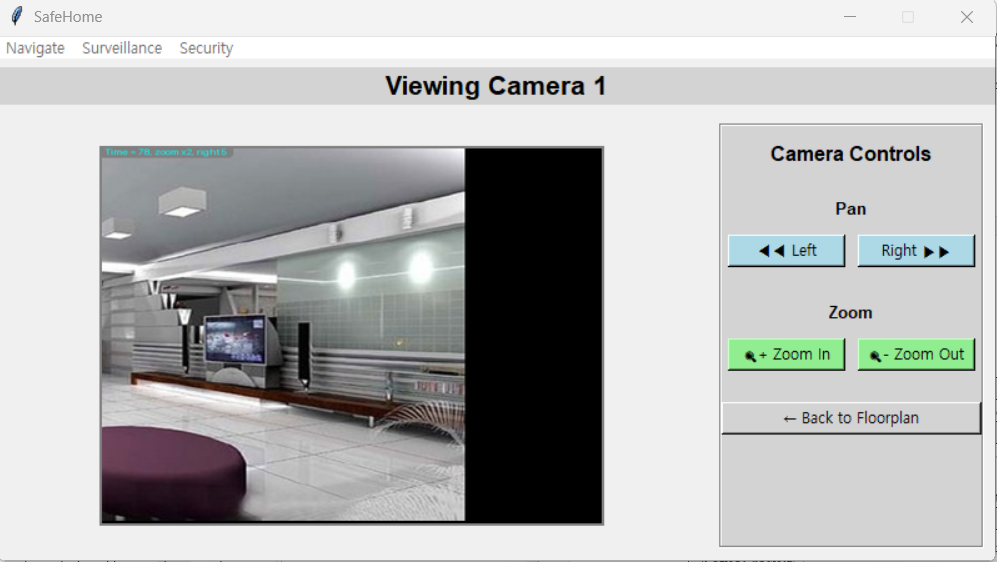 SafeHome
Navigate Surveillance Security
Viewing Camera 1
Time = 78, zoom x2, right 6
Camera Controls
Pan
◀◀ Left
Right ▶▶
Zoom
+ Zoom In
- Zoom Out
← Back to Floorplan